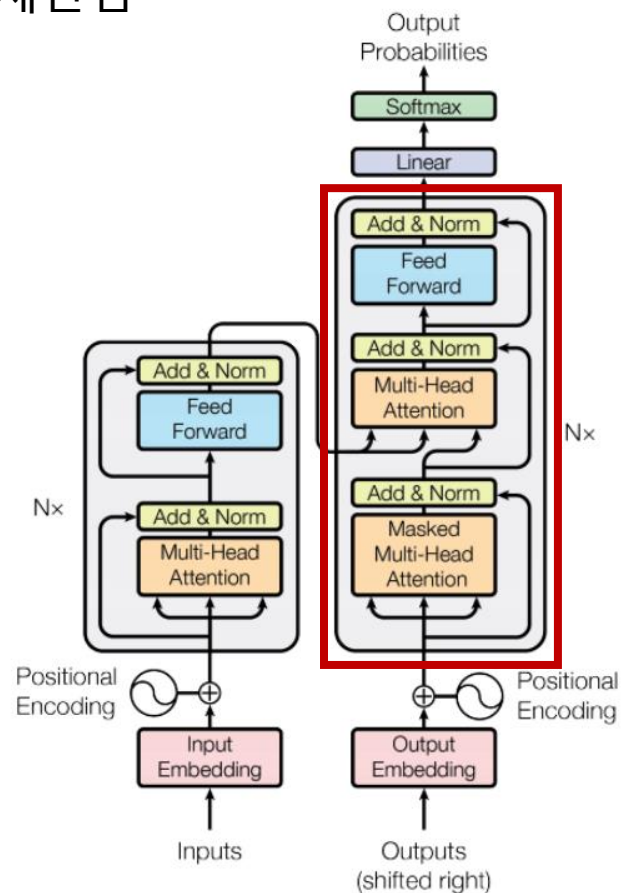 Output
Probabilities
Softmax
Linear
Add & Norm
Feed
Forward
Add & Norm
Multi-Head
Attention
Add & Norm
Masked
Multi-Head
Attention
Nx
Add & Norm
Feed
Forward
Add & Norm
Multi-Head
Attention
Nx
Positional
Encoding
Positional
Encoding
Input
Embedding
Output
Embedding
Inputs
Outputs
(shifted right)